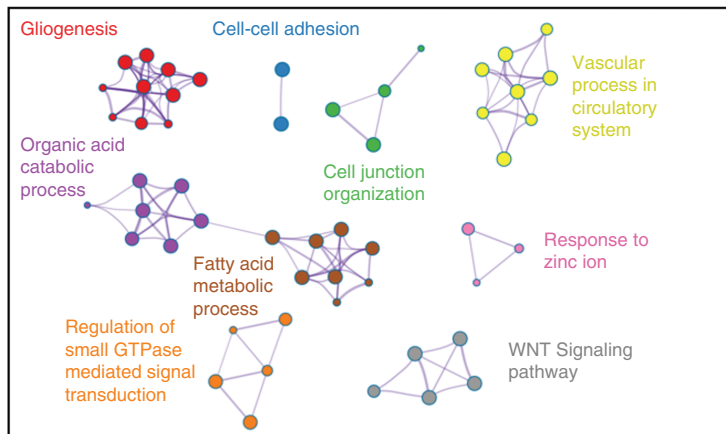 Gliogenesis
Cell-cell adhesion
Vascular
process in
circulatory
system
Organic acid
catabolic
process
Cell junction
organization
Response to
zinc ion
Fatty acid
metabolic
process
Regulation of
small GTPase
mediated signal
transduction
WNT Signaling
pathway